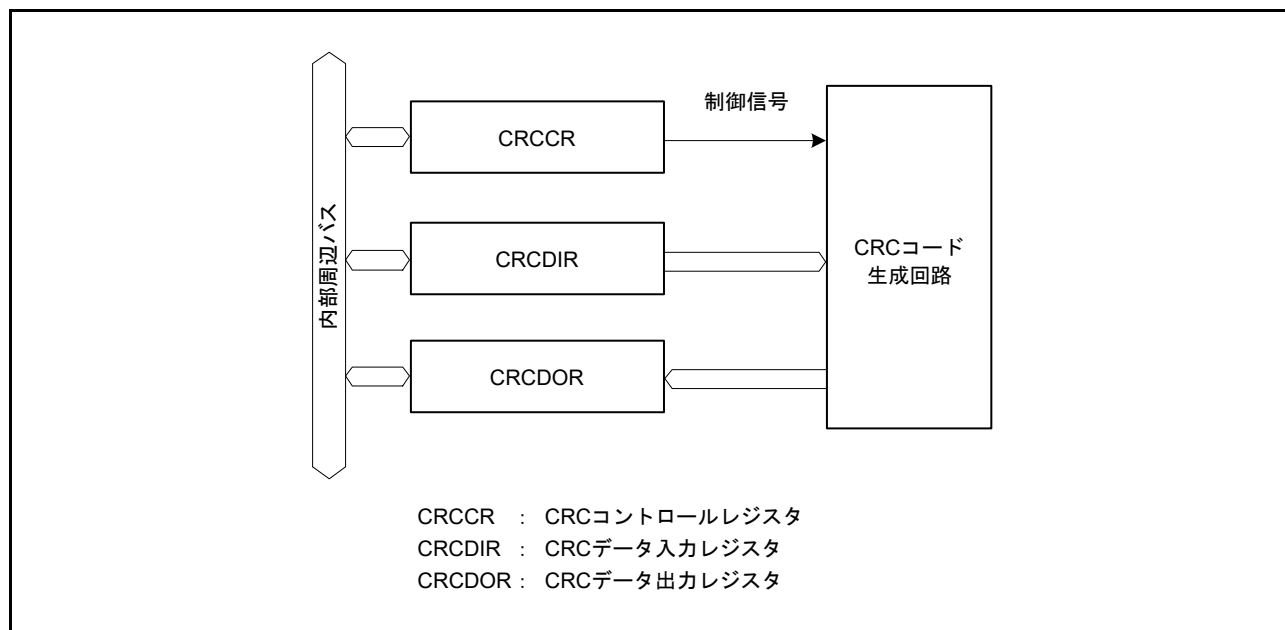 制御信号
CRCCR
内部周辺バス
CRCDIR
CRCコード
生成回路
CRCDOR
CRCCR : CRCコントロールレジスタ
CRCDIR : CRCデータ入力レジスタ
CRCDOR : CRCデータ出力レジスタ